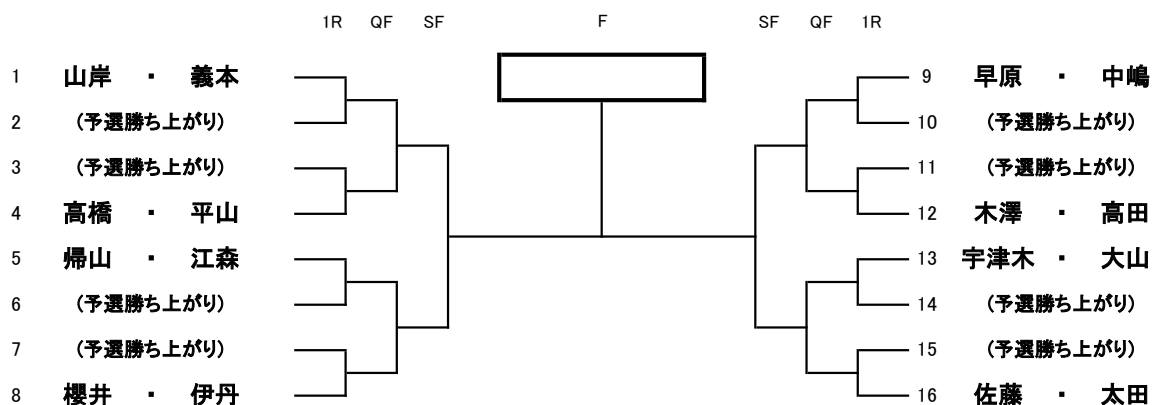 1R QF SF F SF QF 1R
1 山岸 ・ 義本 9 早原 ・ 中嶋
2 (予選勝ち上がり) 10 (予選勝ち上がり)
3 (予選勝ち上がり) 11 (予選勝ち上がり)
4 高橋 ・ 平山 12 木澤 ・ 高田
5 帰山 ・ 江森 13 宇津木 ・ 大山
6 (予選勝ち上がり) 14 (予選勝ち上がり)
7 (予選勝ち上がり) 15 (予選勝ち上がり)
8 櫻井 ・ 伊丹 16 佐藤 ・ 太田